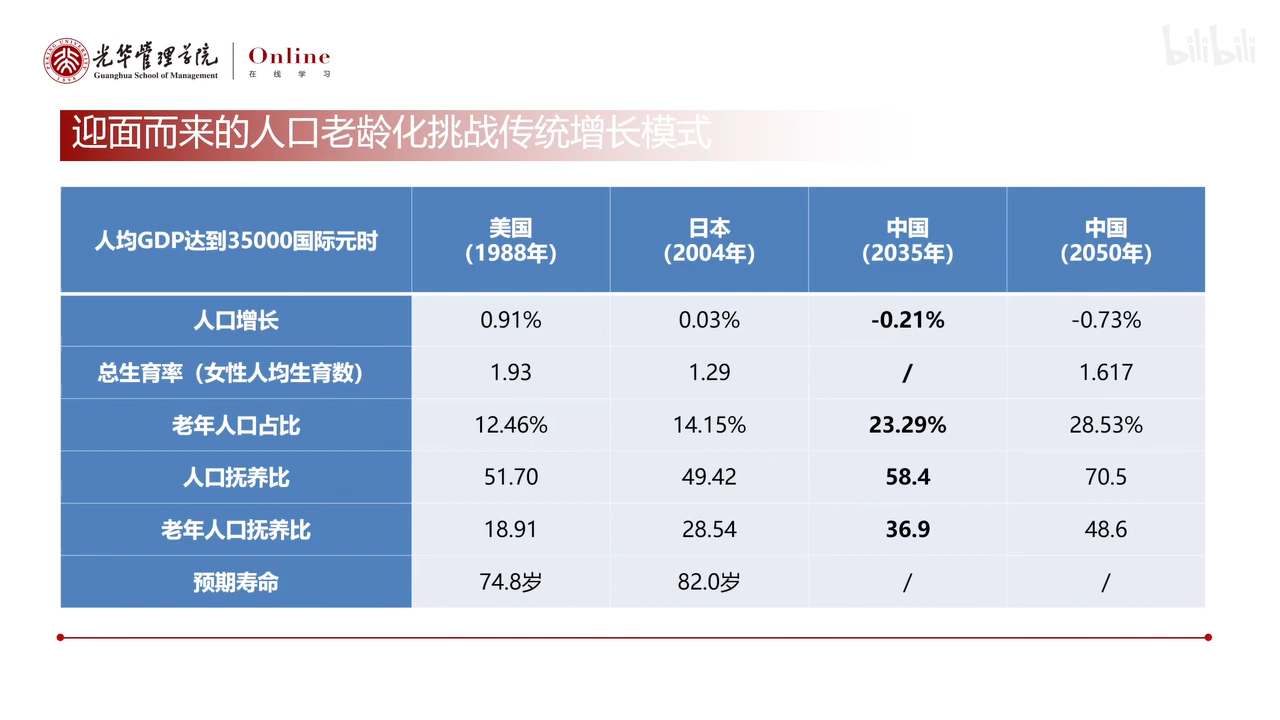 光华管理学院
Guanghua School of Management
Online
在线学习
PEKING UNIVERSITY
1898
bilibili
迎面而来的人口老龄化挑战传统增长模式
人均GDP达到35000国际元时 美国（1988年） 日本（2004年） 中国（2035年） 中国（2050年）
人口增长 0.91% 0.03% -0.21% -0.73%
总生育率（女性人均生育数） 1.93 1.29 / 1.617
老年人口占比 12.46% 14.15% 23.29% 28.53%
人口抚养比 51.70 49.42 58.4 70.5
老年人口抚养比 18.91 28.54 36.9 48.6
预期寿命 74.8岁 82.0岁 / /